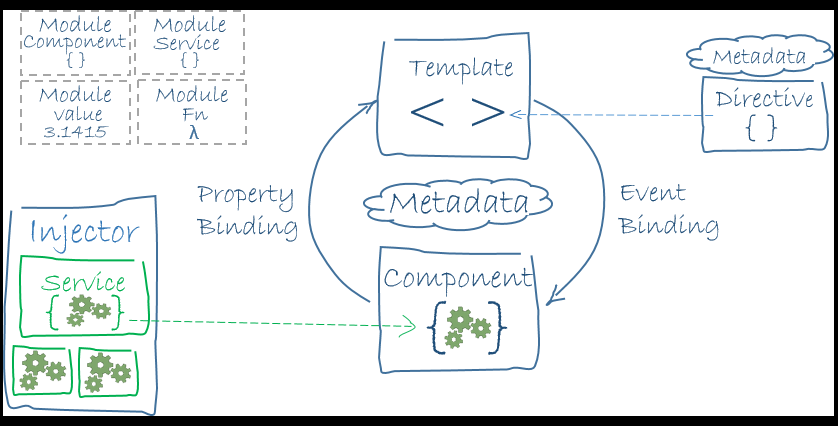 Module
Component
{ }
Module
Service
{ }
Module
value
3.1415
Module
Fn
λ
Template
< >
Metadata
Directive
{ }
Property
Binding
Metadata
Event
Binding
Injector
Service
{ }
Component
{ }